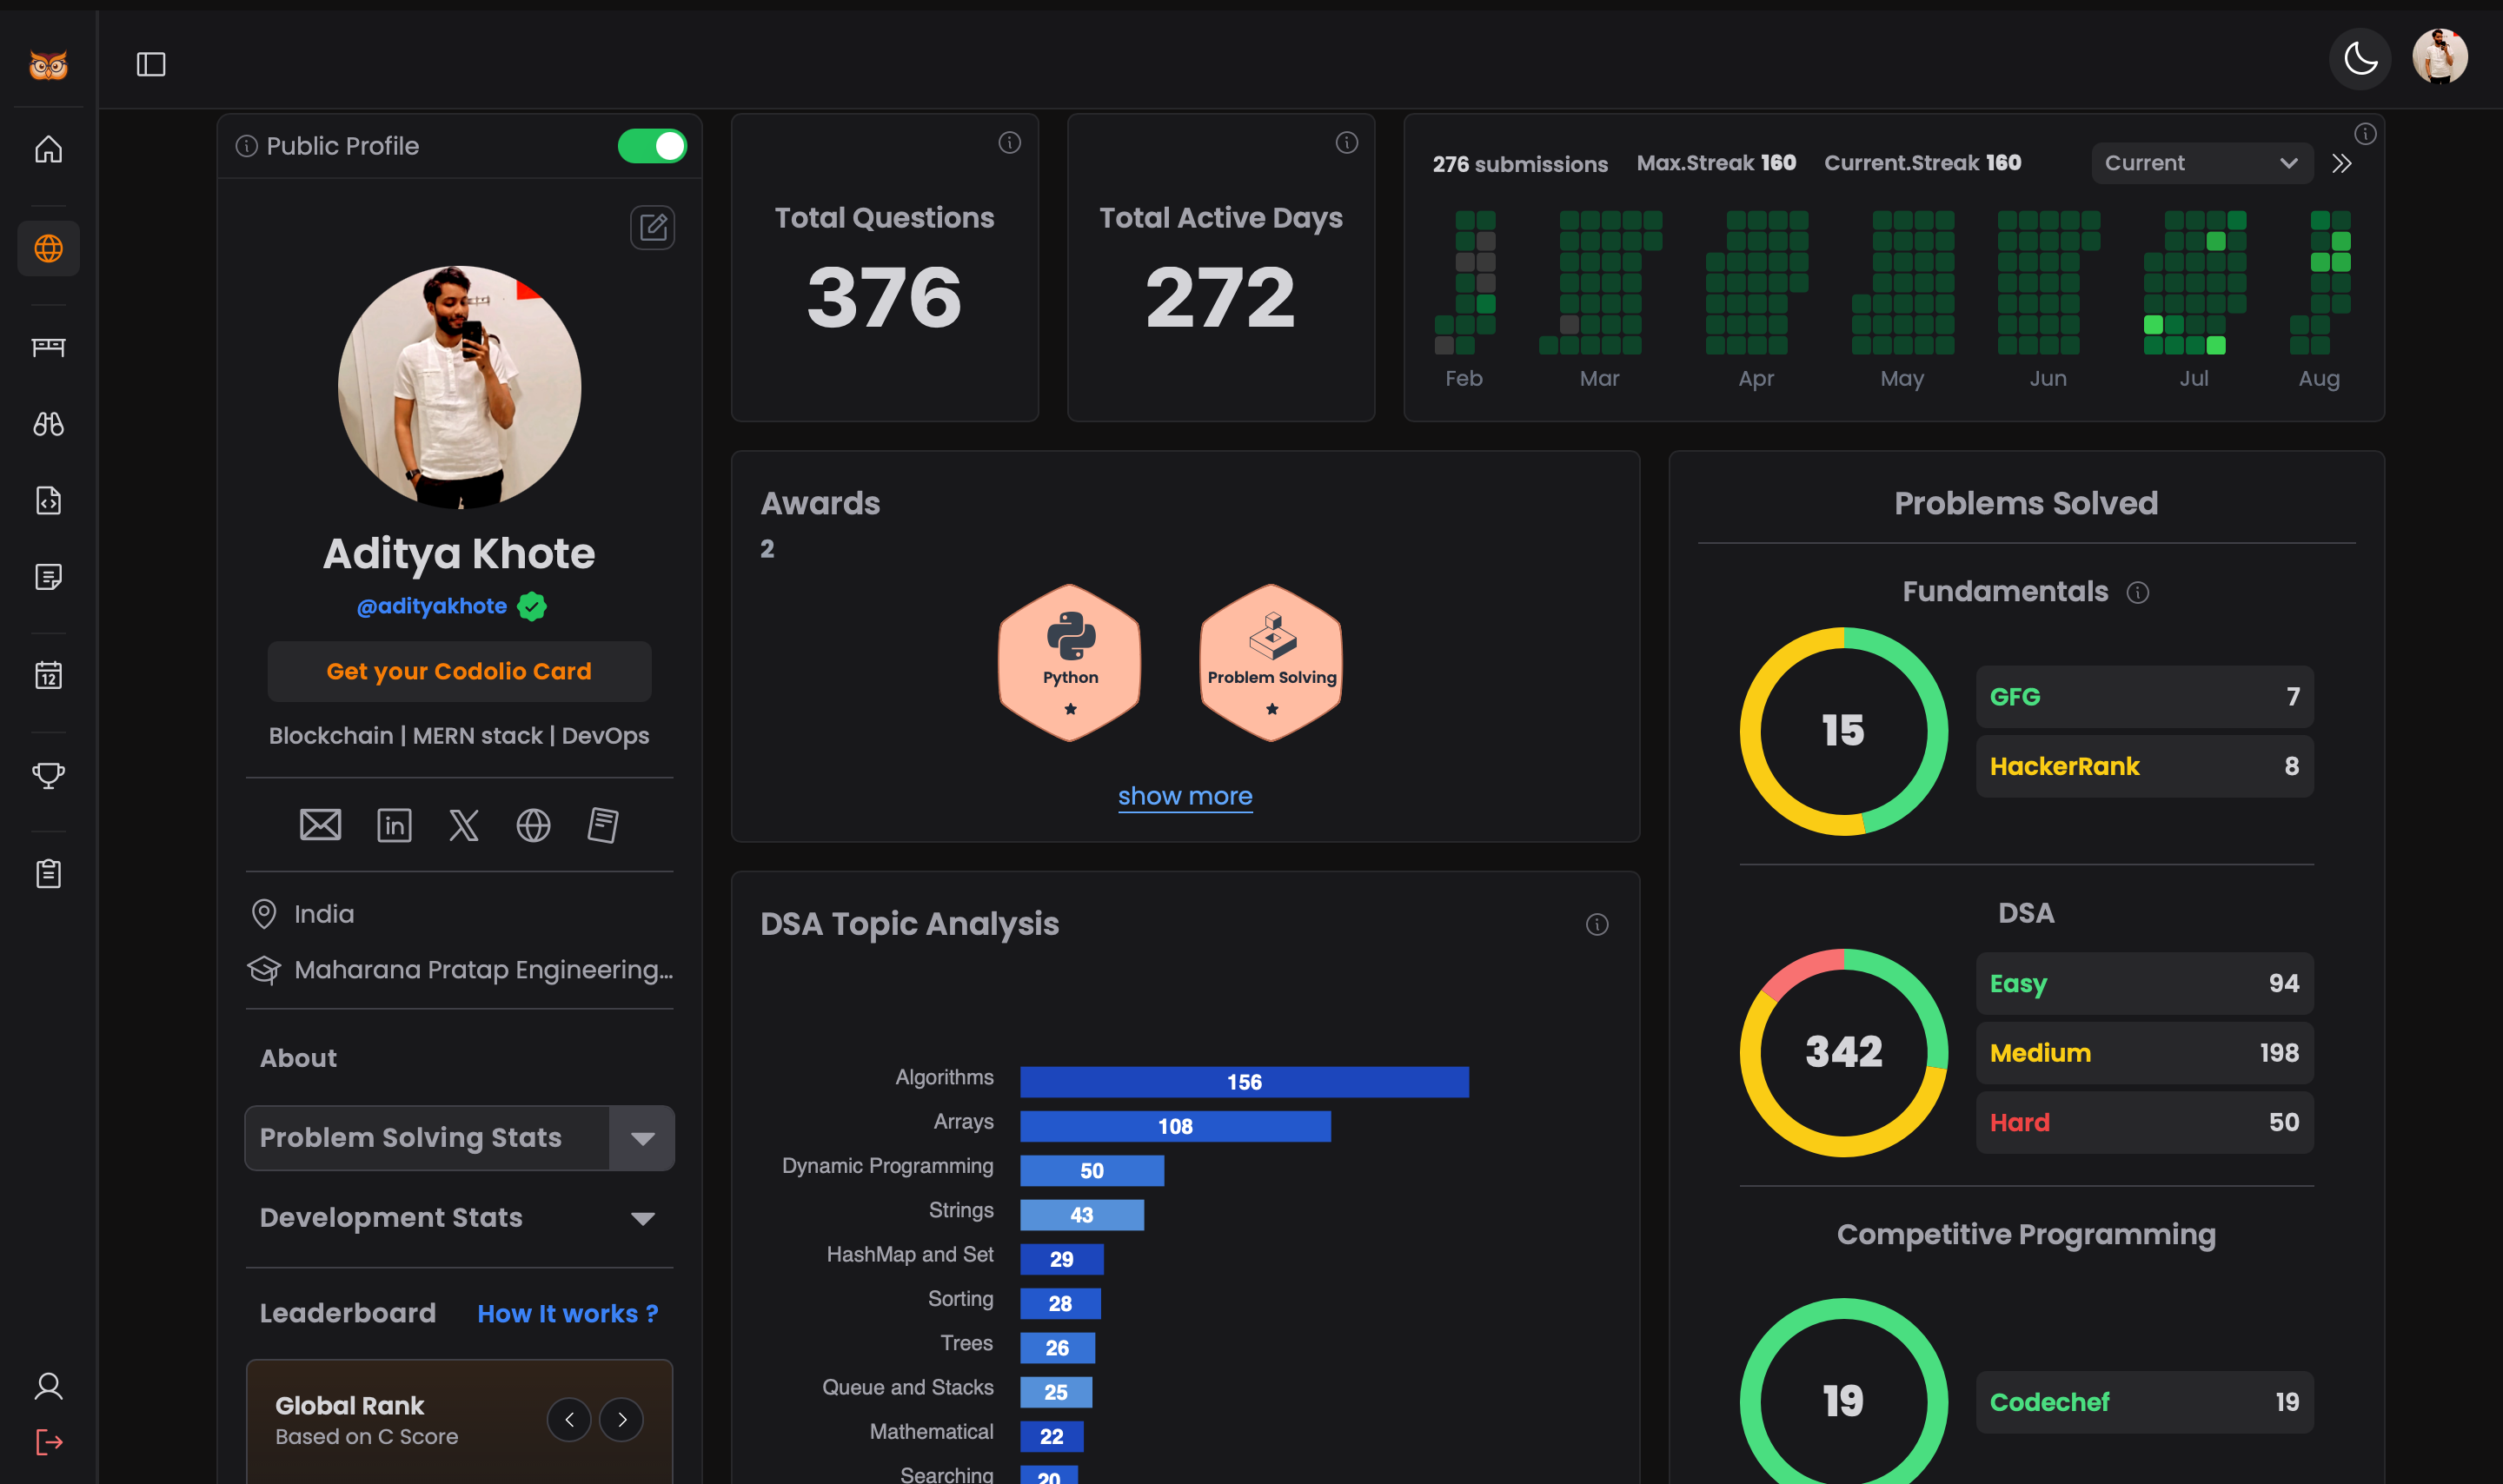 Public Profile
Aditya Khote
@adityakhote
Get your Codolio Card
Blockchain | MERN stack | DevOps
India
Maharana Pratap Engineering...
About
Problem Solving Stats
Development Stats
Leaderboard How It works ?
Global Rank
Based on C Score
12
Total Questions
376
Total Active Days
272
276 submissions Max.Streak 160 Current.Streak 160 Current
Feb Mar Apr May Jun Jul Aug
Awards
2
Python
Problem Solving
show more
DSA Topic Analysis
Algorithms 156
Arrays 108
Dynamic Programming 50
Strings 43
HashMap and Set 29
Sorting 28
Trees 26
Queue and Stacks 25
Mathematical 22
Searching 20
Problems Solved
Fundamentals
15
GFG 7
HackerRank 8
DSA
342
Easy 94
Medium 198
Hard 50
Competitive Programming
19
Codechef 19